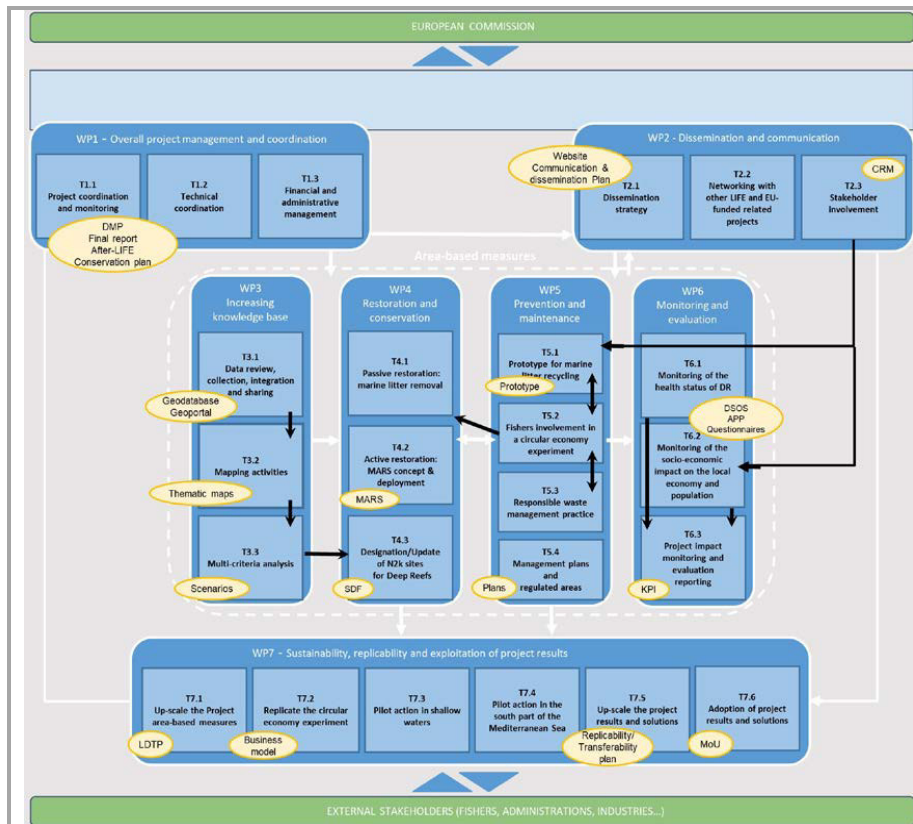 EUROPEAN COMMISSION
WP1 - Overall project management and coordination
T1.1
Project coordination
and monitoring
DMP
Final report
After-LIFE
Conservation plan
T1.2
Technical
coordination
T1.3
Financial and
administrative
management
WP2 - Dissemination and communication
Website
Communication &
dissemination Plan
T2.1
Dissemination
strategy
T2.2
Networking with
other LIFE and EU-
funded related
projects
CRM
T2.3
Stakeholder
Involvement
Area-based measures
WP3
Increasing
knowledge base
T3.1
Data review,
collection, integration
and sharing
Geodatabase
Geoportal
T3.2
Mapping activities
Thematic maps
T3.3
Multi-criteria analysis
Scenarios
WP4
Restoration and
conservation
T4.1
Passive restoration:
marine litter removal
T4.2
Active restoration:
MARS concept &
deployment
MARS
T4.3
Designation/Update
of N2k sites
for Deep Reefs
SDF
WP5
Prevention and
maintenance
T5.1
Prototype for marine
litter recycling
Prototype
T5.2
Fishers involvement in
a circular economy
experiment
T5.3
Responsible waste
management practice
T5.4
Management plans
and
regulated areas
Plans
WP6
Monitoring and
evaluation
T6.1
Monitoring of the
health status of DR
DSOS
APP
Questionnaires
T6.2
Monitoring of the
socio-economic
impact on the local
economy and
population
T6.3
Project impact
monitoring and
evaluation
reporting
KPI
WP7 - Sustainability, replicability and exploitation of project results
T7.1
Up-scale the Project
area-based measures
LDTP
T7.2
Replicate the circular
economy experiment
Business
model
T7.3
Pilot action in shallow
waters
T7.4
Pilot action in the
south part of the
Mediterranean Sea
T7.5
Up-scale the project
results and solutions
Replicability/
Transferability
plan
T7.6
Adoption of project
results and solutions
MoU
EXTERNAL STAKEHOLDERS (FISHERS, ADMINISTRATIONS, INDUSTRIES...)